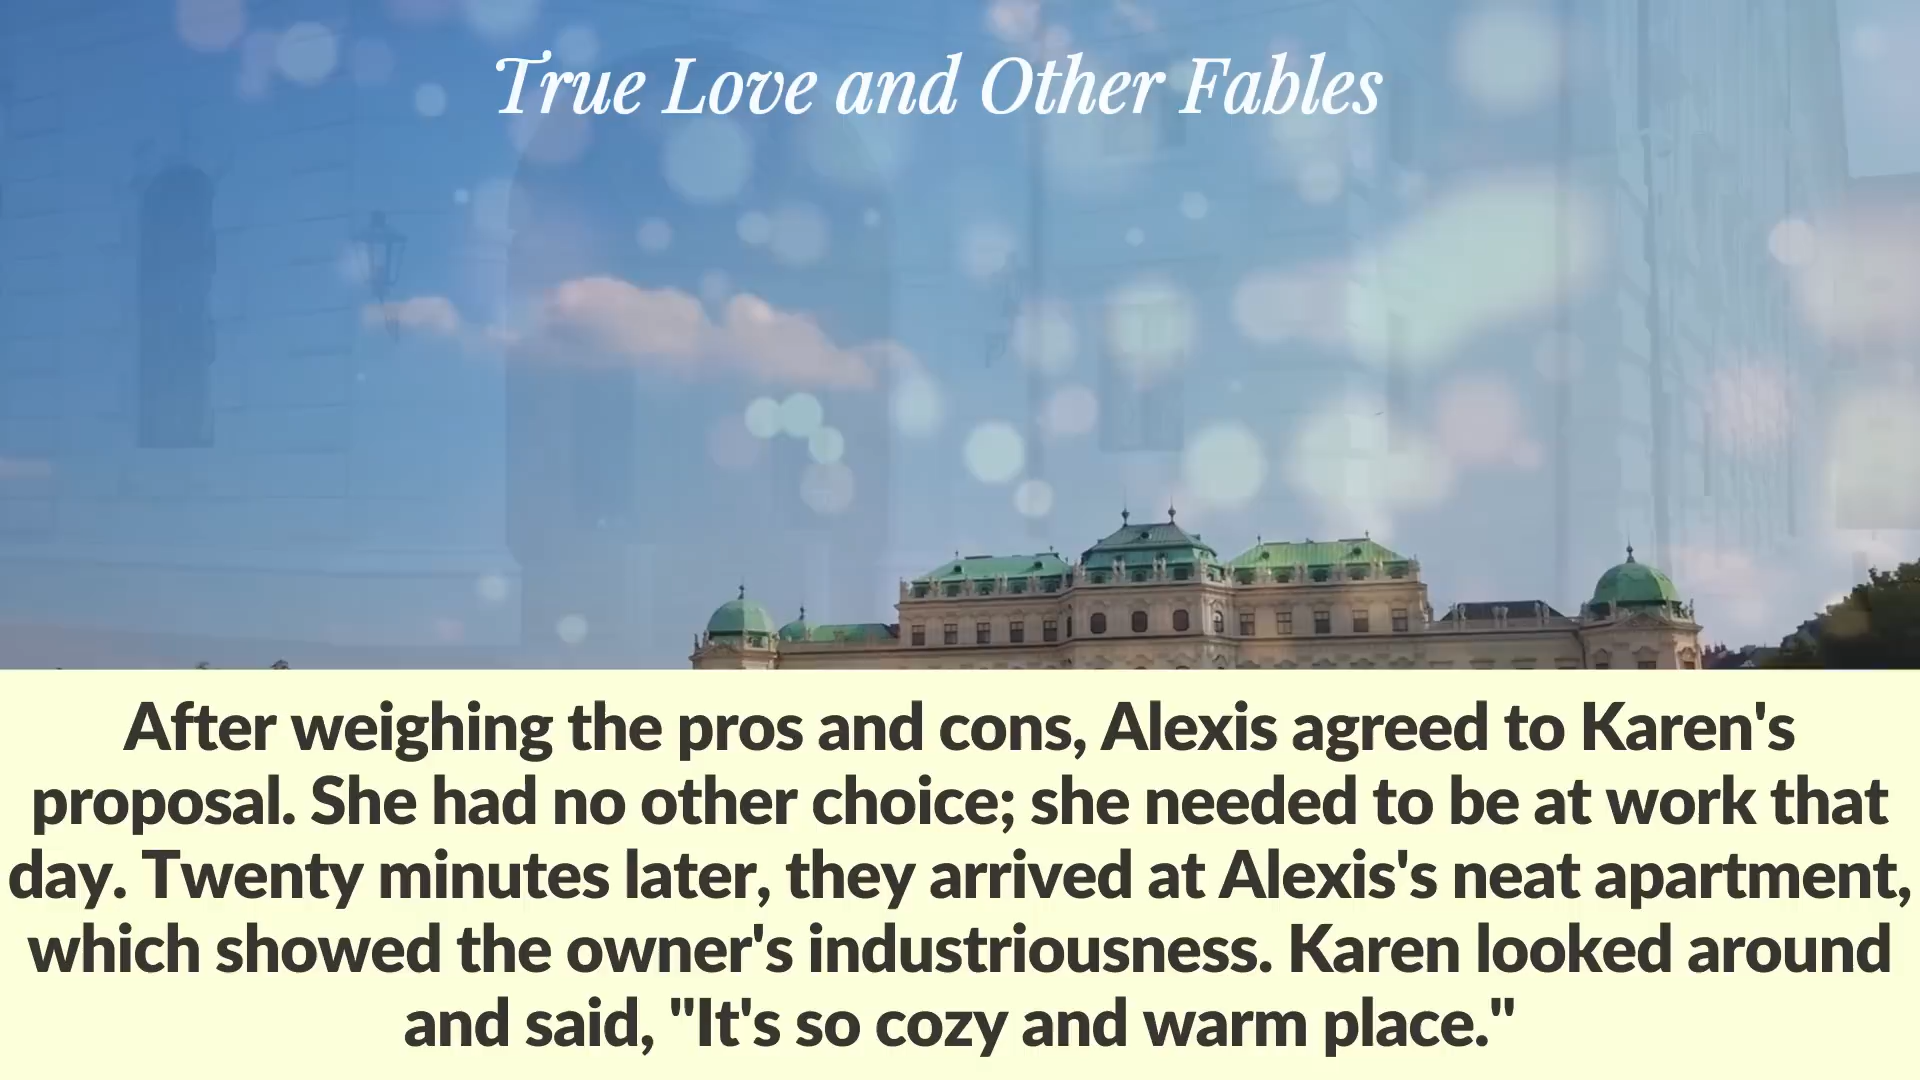 True Love and Other Fables
After weighing the pros and cons, Alexis agreed to Karen's
proposal. She had no other choice; she needed to be at work that
day. Twenty minutes later, they arrived at Alexis's neat apartment,
which showed the owner's industriousness. Karen looked around
and said, "It's so cozy and warm place."